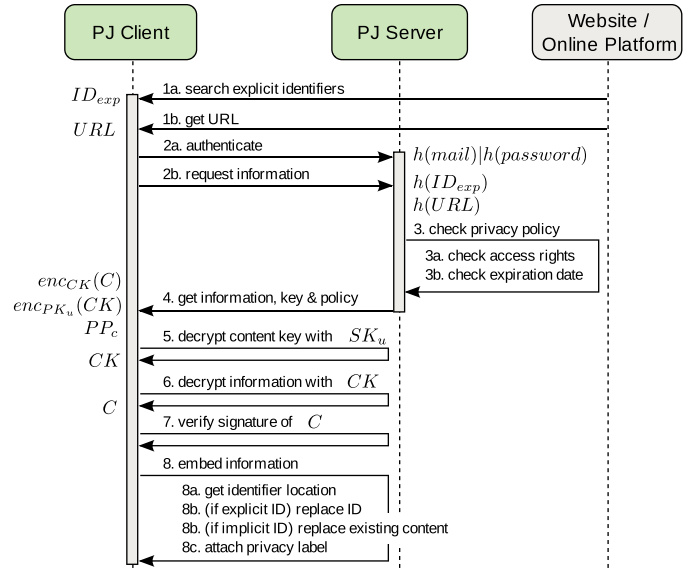 PJ Client
PJ Server
Website /
Online Platform
1a. search explicit identifiers
ID_exp
1b. get URL
URL
2a. authenticate
h(mail)|h(password)
2b. request information
h(ID_exp)
h(URL)
3. check privacy policy
3a. check access rights
3b. check expiration date
enc_CK(C)
4. get information, key & policy
enc_PK_u(CK)
PP_c
5. decrypt content key with SK_u
CK
6. decrypt information with CK
C
7. verify signature of C
8. embed information
8a. get identifier location
8b. (if explicit ID) replace ID
8b. (if implicit ID) replace existing content
8c. attach privacy label